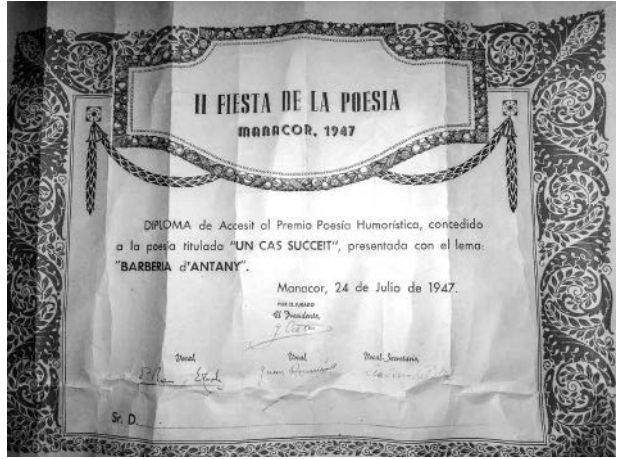 II FIESTA DE LA POESIA
MANACOR, 1947
DIPLOMA de Accesit al Premio Poesía Humorística, concedido
a la poesía titulada "UN CAS SUCCEIT", presentada con el lema:
"BARBERIA d'ANTANY".
Manacor, 24 de Julio de 1947.
POR EL JURADO
El Presidente,
Vocal, Vocal, Vocal-Secretario,
Sr. D.